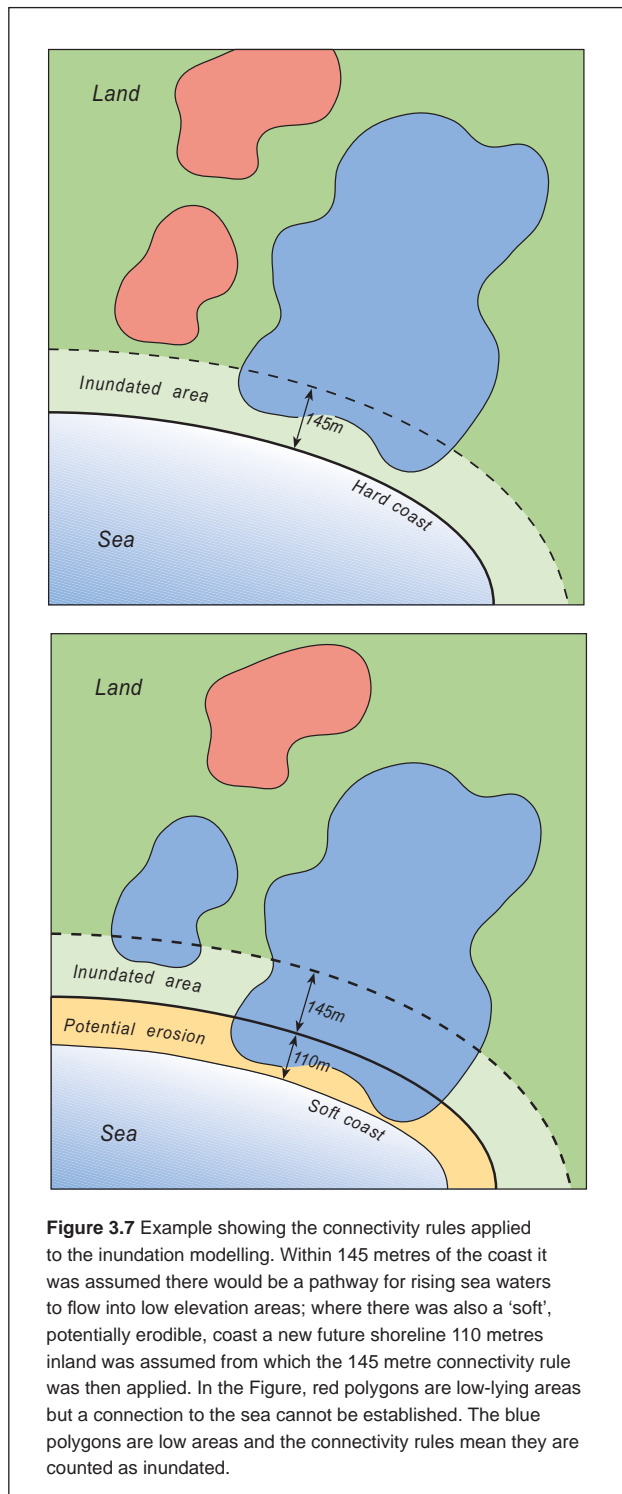 Land
Inundated area
145m
Hard coast
Sea
Land
Inundated area
145m
Potential erosion
110m
Soft coast
Sea
Figure 3.7 Example showing the connectivity rules applied
to the inundation modelling. Within 145 metres of the coast it
was assumed there would be a pathway for rising sea waters
to flow into low elevation areas; where there was also a ‘soft’,
potentially erodible, coast a new future shoreline 110 metres
inland was assumed from which the 145 metre connectivity rule
was then applied. In the Figure, red polygons are low-lying areas
but a connection to the sea cannot be established. The blue
polygons are low areas and the connectivity rules mean they are
counted as inundated.